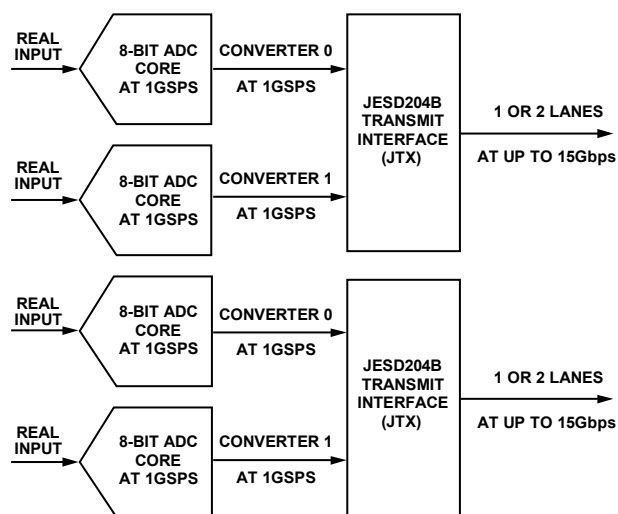 REAL
INPUT
8-BIT ADC
CORE
AT 1GSPS
CONVERTER 0
AT 1GSPS
REAL
INPUT
8-BIT ADC
CORE
AT 1GSPS
CONVERTER 1
AT 1GSPS
JESD204B
TRANSMIT
INTERFACE
(JTX)
1 OR 2 LANES
AT UP TO 15Gbps
REAL
INPUT
8-BIT ADC
CORE
AT 1GSPS
CONVERTER 0
AT 1GSPS
REAL
INPUT
8-BIT ADC
CORE
AT 1GSPS
CONVERTER 1
AT 1GSPS
JESD204B
TRANSMIT
INTERFACE
(JTX)
1 OR 2 LANES
AT UP TO 15Gbps